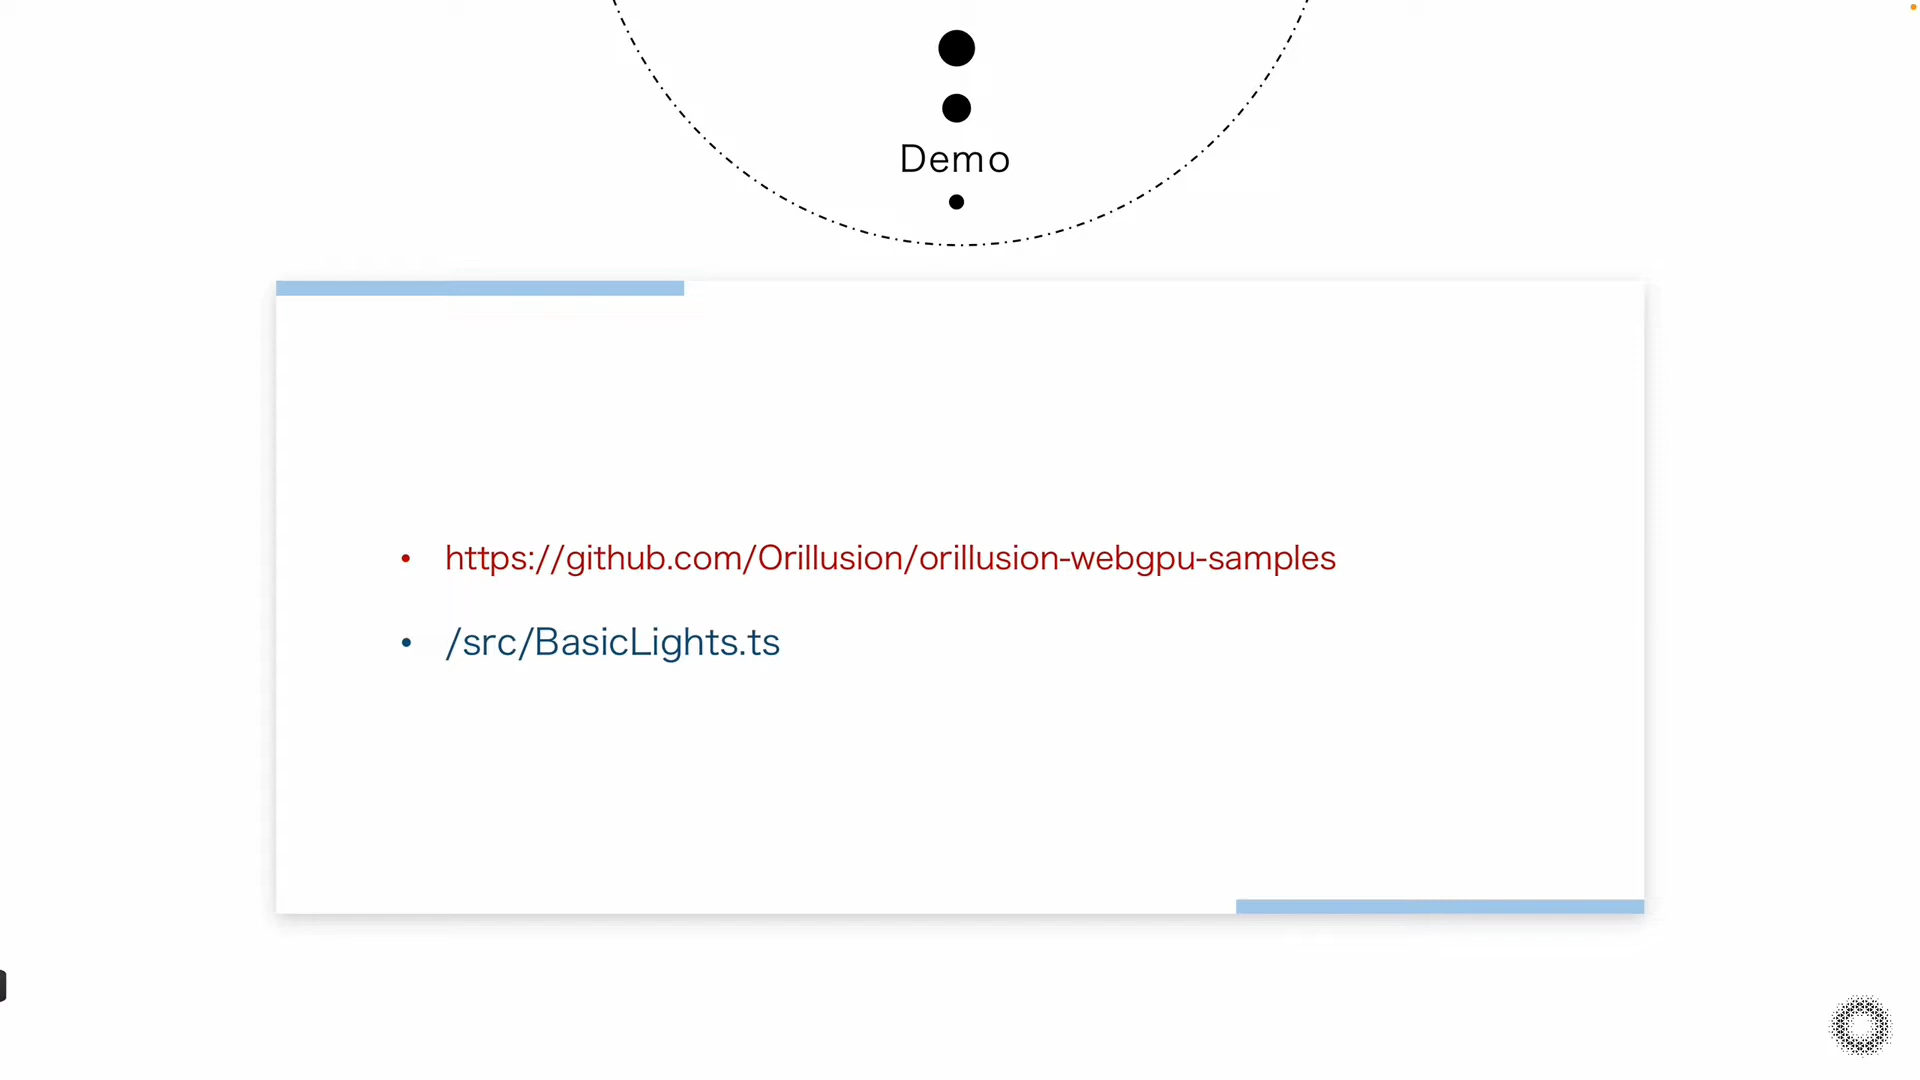 Demo
• https://github.com/Orillusion/orillusion-webgpu-samples
• /src/BasicLights.ts